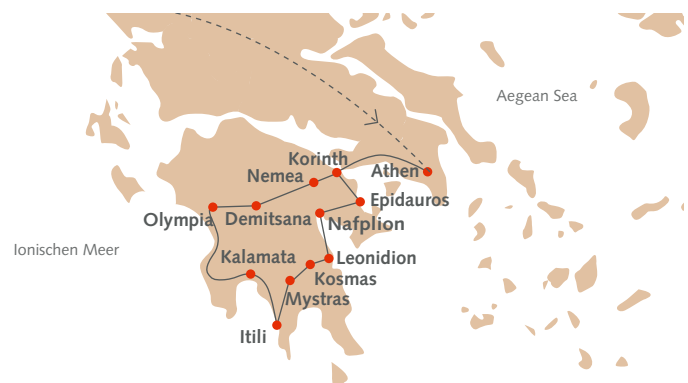 Aegean Sea
Korinth
Athen
Nemea
Epidauros
Olympia
Demitsana
Nafplion
Ionischen Meer
Kalamata
Leonidion
Kosmas
Mystras
Itili